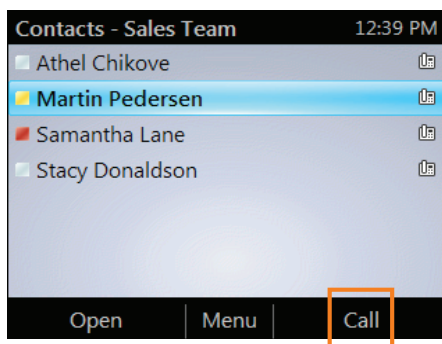 Contacts - Sales Team 12:39 PM
Athel Chikove
Martin Pedersen
Samantha Lane
Stacy Donaldson
Open Menu Call